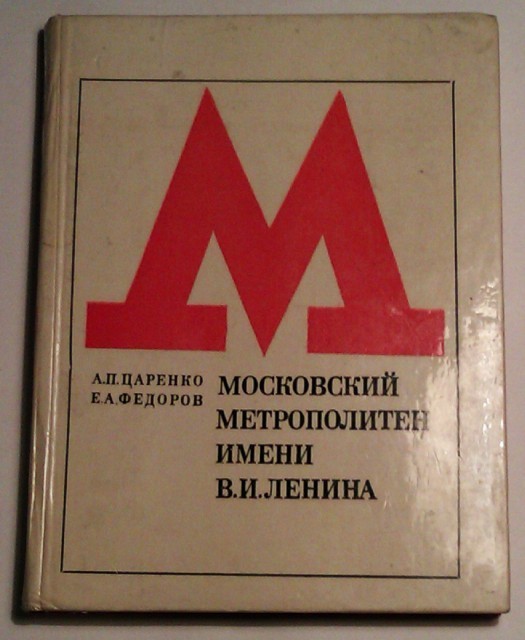 М
А.П.ЦАРЕНКО
Е.А.ФЕДОРОВ
МОСКОВСКИЙ
МЕТРОПОЛИТЕН
ИМЕНИ
В.И.ЛЕНИНА